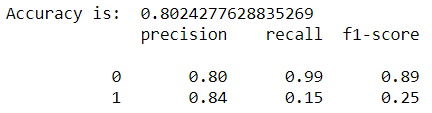 Accuracy is:  0.8024277628835269
precision recall f1-score
0 0.80 0.99 0.89
1 0.84 0.15 0.25